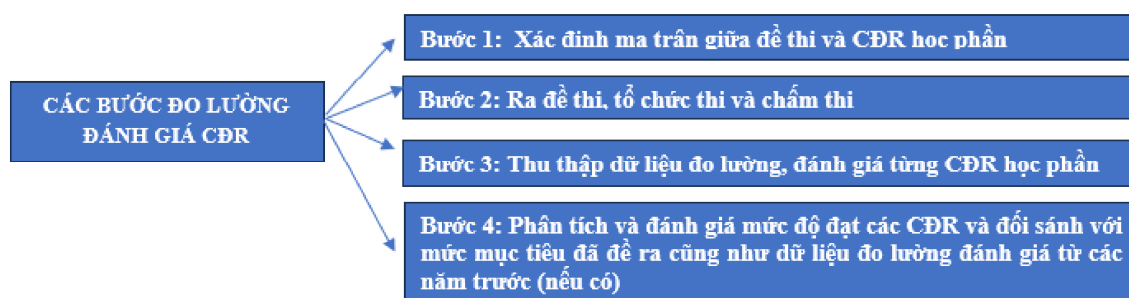 CÁC BƯỚC ĐO LƯỜNG
ĐÁNH GIÁ CĐR
Bước 1: Xác đinh ma trân giữa đề thi và CĐR hoc phần
Bước 2: Ra đề thi, tổ chức thi và chấm thi
Bước 3: Thu thập dữ liệu đo lường, đánh giá từng CĐR học phần
Bước 4: Phân tích và đánh giá mức độ đạt các CĐR và đối sánh với
mức mục tiêu đã đề ra cũng như dữ liệu đo lường đánh giá từ các
năm trước (nếu có)